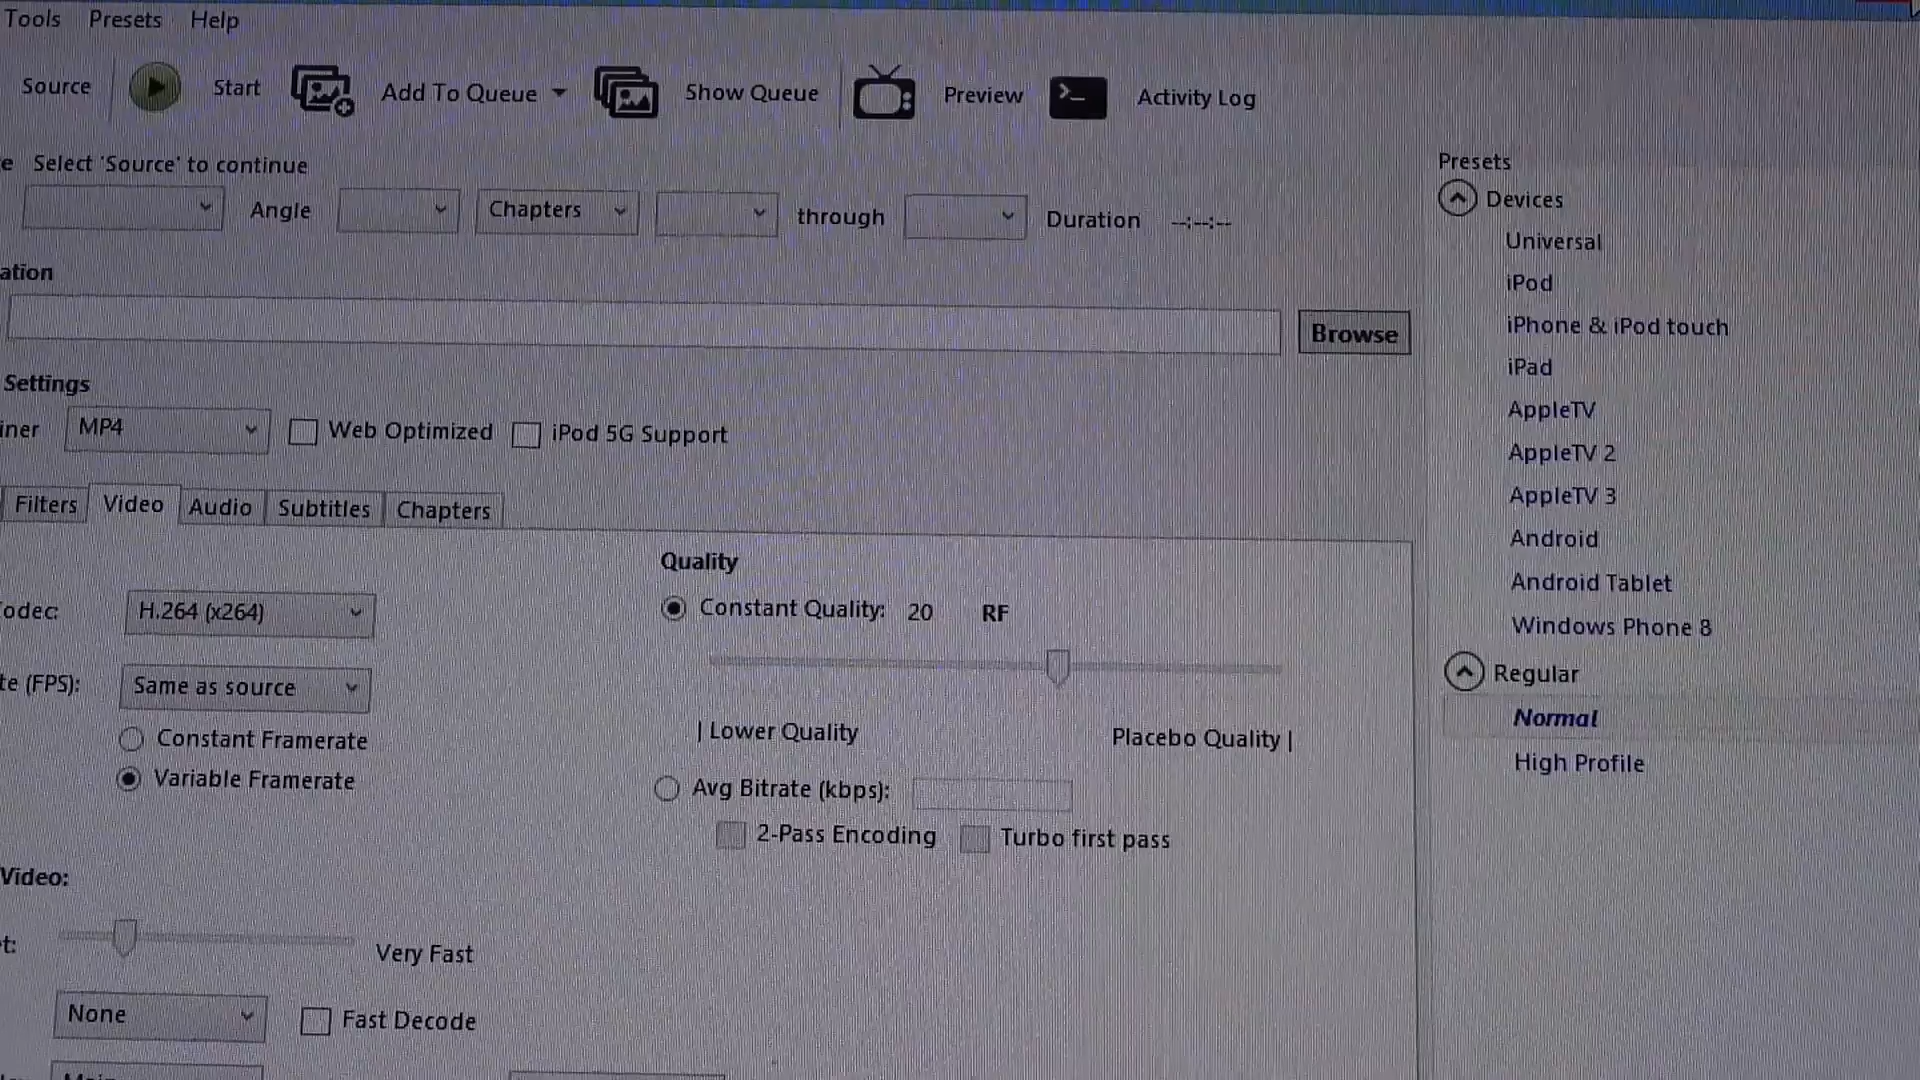 Tools Presets Help
Source Start Add To Queue Show Queue Preview >_ Activity Log
Select 'Source' to continue
Angle Chapters through Duration --:--:--
ation
Browse
Settings
iner MP4 Web Optimized iPod 5G Support
Filters Video Audio Subtitles Chapters
Quality
odec: H.264 (x264) Constant Quality: 20 RF
te (FPS): Same as source
| Lower Quality Placebo Quality |
Constant Framerate
Variable Framerate
Avg Bitrate (kbps):
2-Pass Encoding Turbo first pass
Video:
t: Very Fast
None Fast Decode
Presets
Devices
Universal
iPod
iPhone & iPod touch
iPad
AppleTV
AppleTV 2
AppleTV 3
Android
Android Tablet
Windows Phone 8
Regular
Normal
High Profile